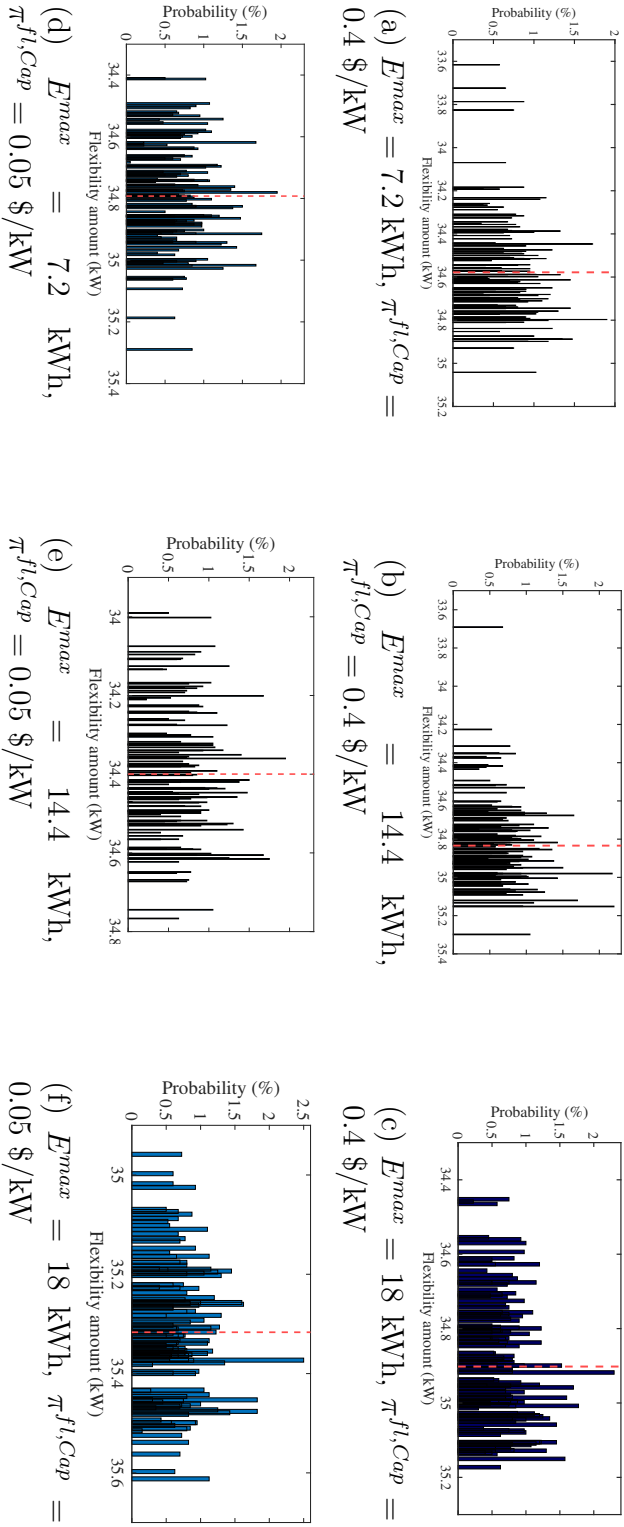 Probability (%)
0
0.5
1
1.5
2
33.6
33.8
34
34.2
34.4
34.6
34.8
35
35.2
Flexibility amount (kW)
(a) E^{max} = 7.2 kWh, π^{fl,Cap} =
0.4 $/kW
Probability (%)
0
0.5
1
1.5
2
33.6
33.8
34
34.2
34.4
34.6
34.8
35
35.2
35.4
Flexibility amount (kW)
(b) E^{max} = 14.4 kWh,
π^{fl,Cap} = 0.4 $/kW
Probability (%)
0
0.5
1
1.5
2
34.4
34.6
34.8
35
35.2
Flexibility amount (kW)
(c) E^{max} = 18 kWh, π^{fl,Cap} =
0.4 $/kW
Probability (%)
0
0.5
1
1.5
2
34.4
34.6
34.8
35
35.2
35.4
Flexibility amount (kW)
(d) E^{max} = 7.2 kWh,
π^{fl,Cap} = 0.05 $/kW
Probability (%)
0
0.5
1
1.5
2
34
34.2
34.4
34.6
34.8
Flexibility amount (kW)
(e) E^{max} = 14.4 kWh,
π^{fl,Cap} = 0.05 $/kW
Probability (%)
0
0.5
1
1.5
2
2.5
35
35.2
35.4
35.6
Flexibility amount (kW)
(f) E^{max} = 18 kWh, π^{fl,Cap} =
0.05 $/kW